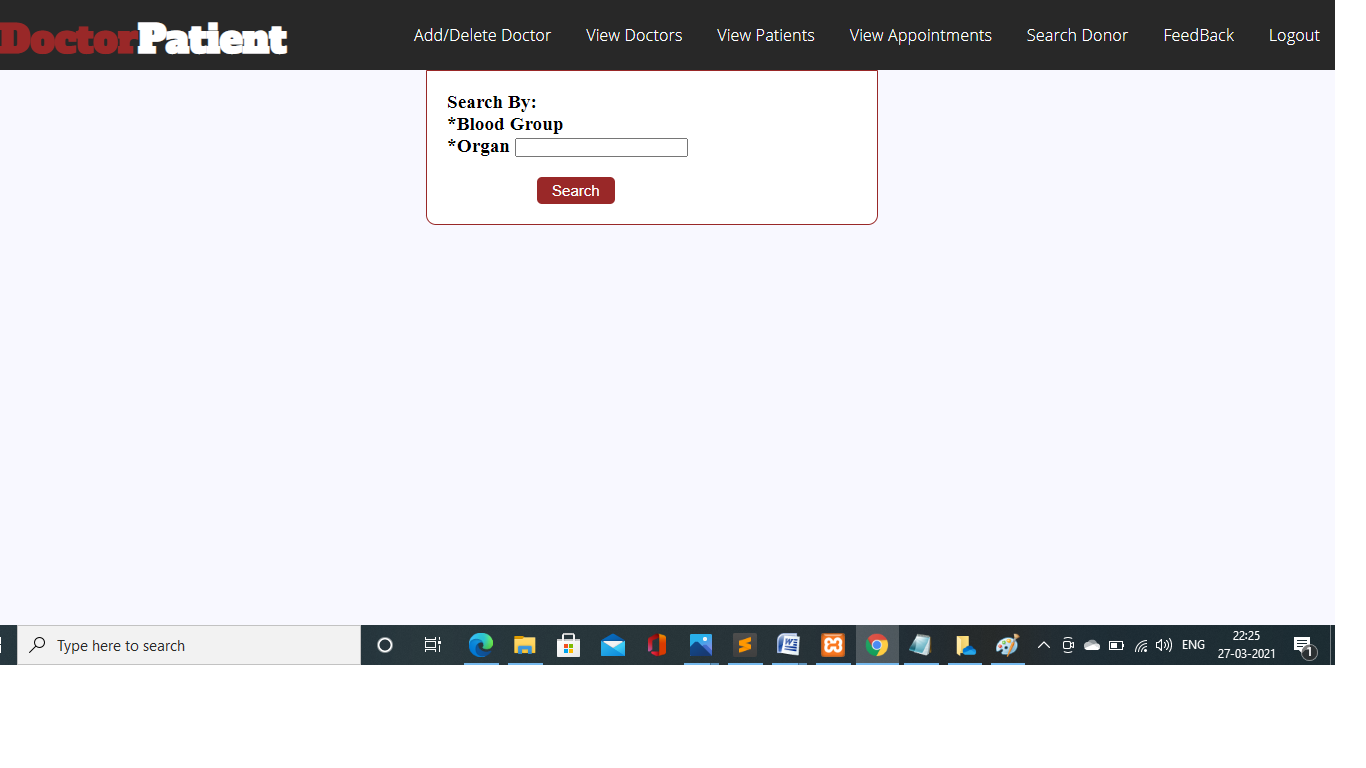 DoctorPatient
Add/Delete Doctor View Doctors View Patients View Appointments Search Donor FeedBack Logout
Search By:
*Blood Group
*Organ
Search
Type here to search
ENG
22:25
27-03-2021
1